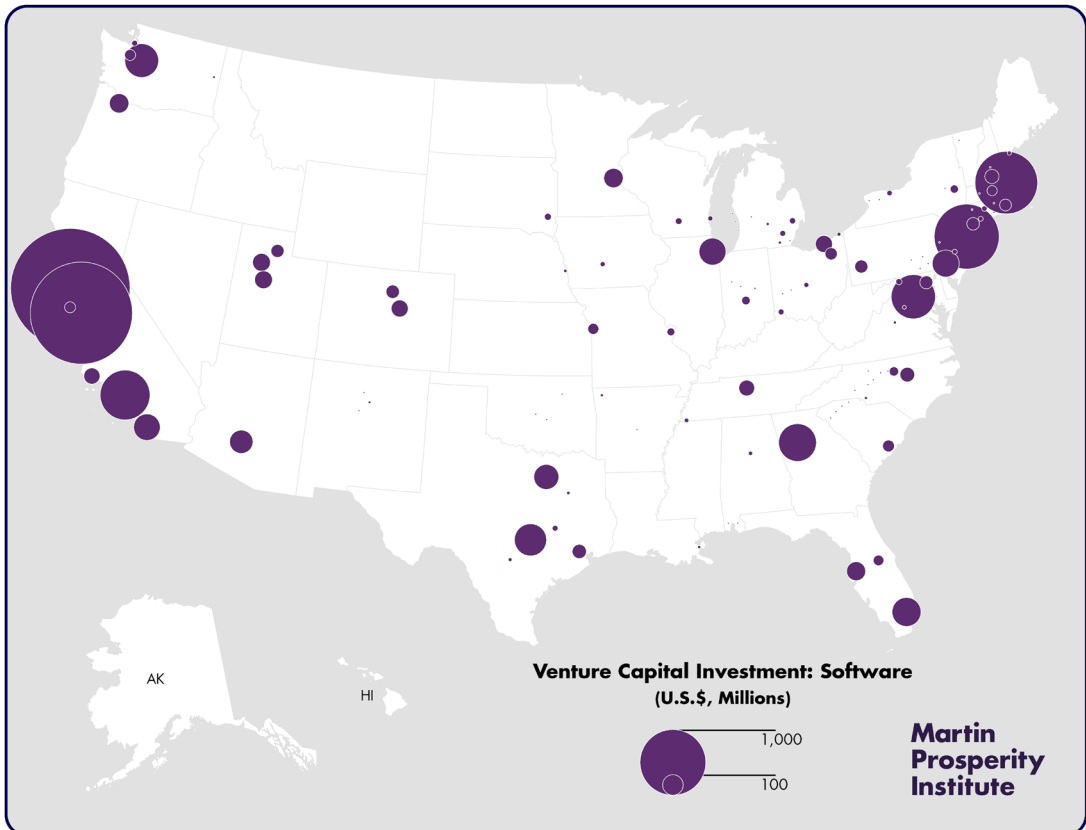 AK
HI
Venture Capital Investment: Software
(U.S.$, Millions)
1,000
100
Martin
Prosperity
Institute